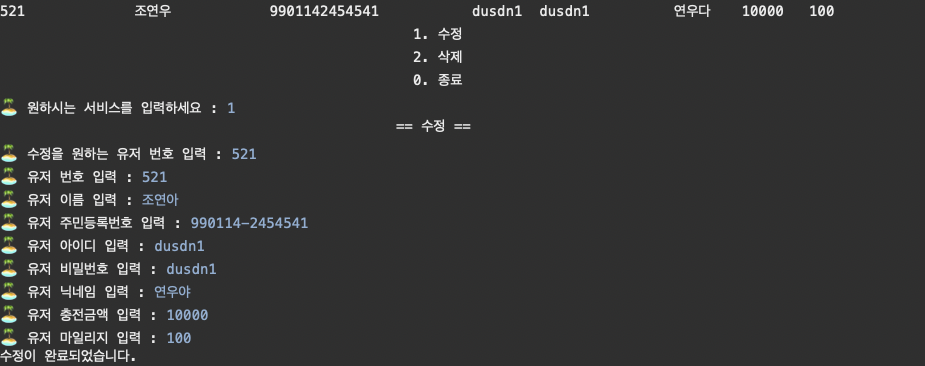 521 조연우 9901142454541 dusdn1 dusdn1 연우다 10000 100
1. 수정
2. 삭제
0. 종료
🏝 원하시는 서비스를 입력하세요 : 1
== 수정 ==
🏝 수정을 원하는 유저 번호 입력 : 521
🏝 유저 번호 입력 : 521
🏝 유저 이름 입력 : 조연아
🏝 유저 주민등록번호 입력 : 990114-2454541
🏝 유저 아이디 입력 : dusdn1
🏝 유저 비밀번호 입력 : dusdn1
🏝 유저 닉네임 입력 : 연우야
🏝 유저 충전금액 입력 : 10000
🏝 유저 마일리지 입력 : 100
수정이 완료되었습니다.